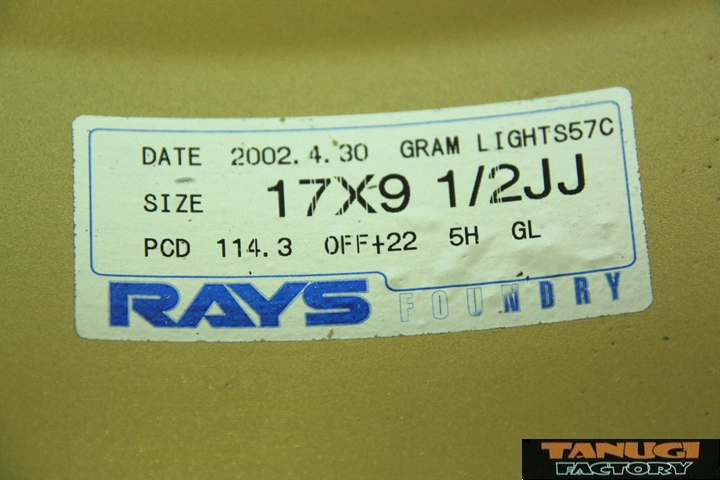 DATE 2002.4.30 GRAM LIGHTS57C
SIZE 17X9 1/2JJ
PCD 114.3 OFF+22 5H GL
RAYS FOUNDRY
TANUGI
FACTORY